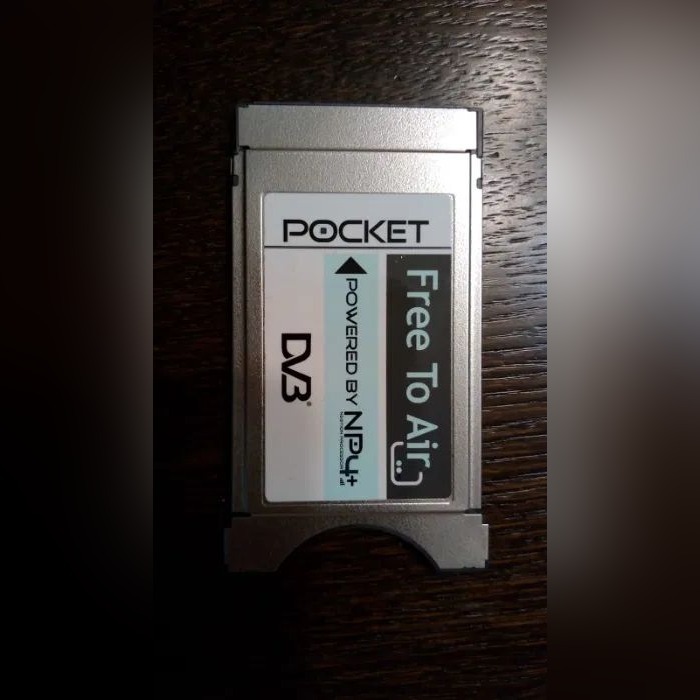 POCKET
Free To Air
POWERED BY NP4+
DVB®